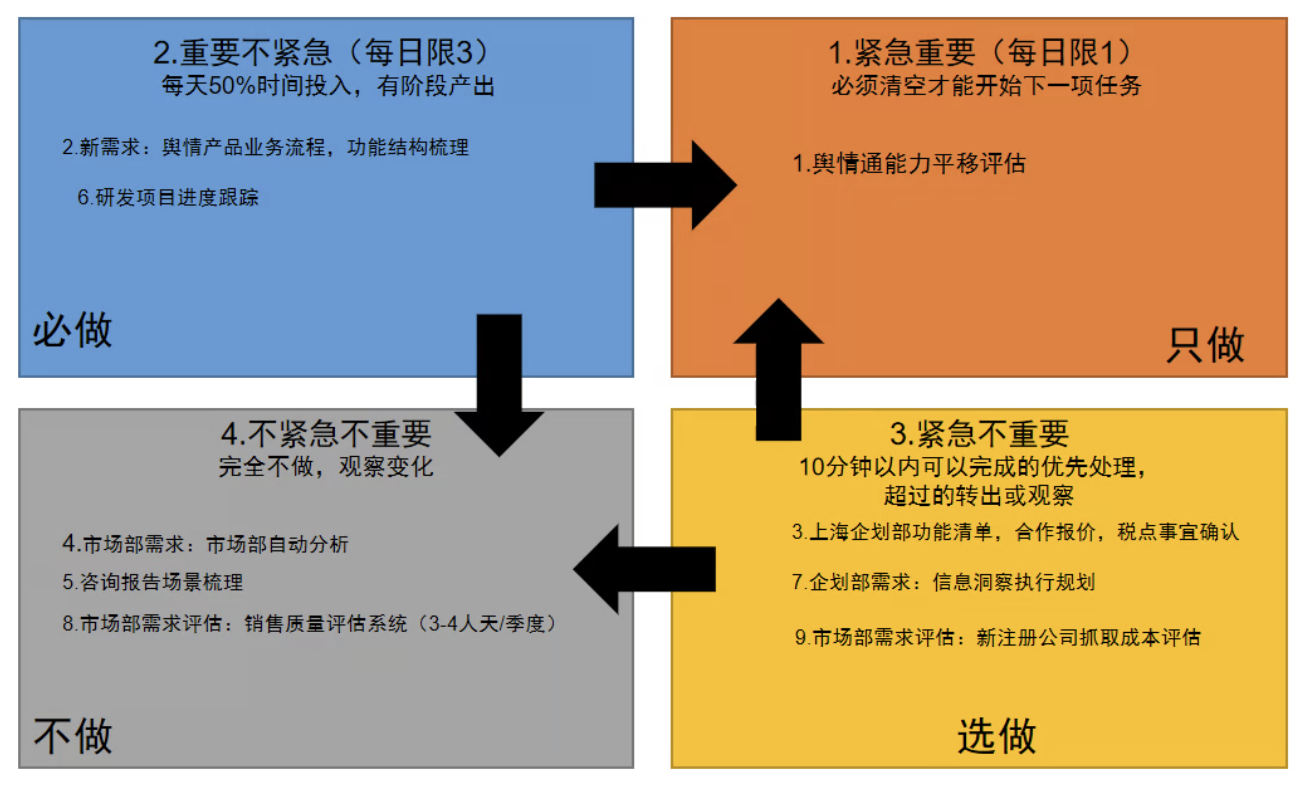 2.重要不紧急（每日限3）
每天50%时间投入，有阶段产出
2.新需求：舆情产品业务流程，功能结构梳理
6.研发项目进度跟踪
必做
1.紧急重要（每日限1）
必须清空才能开始下一项任务
1.舆情通能力平移评估
只做
4.不紧急不重要
完全不做，观察变化
4.市场部需求：市场部自动分析
5.咨询报告场景梳理
8.市场部需求评估：销售质量评估系统（3-4人天/季度）
不做
3.紧急不重要
10分钟以内可以完成的优先处理，
超过的转出或观察
3.上海企划部功能清单，合作报价，税点事宜确认
7.企划部需求：信息洞察执行规划
9.市场部需求评估：新注册公司抓取成本评估
选做